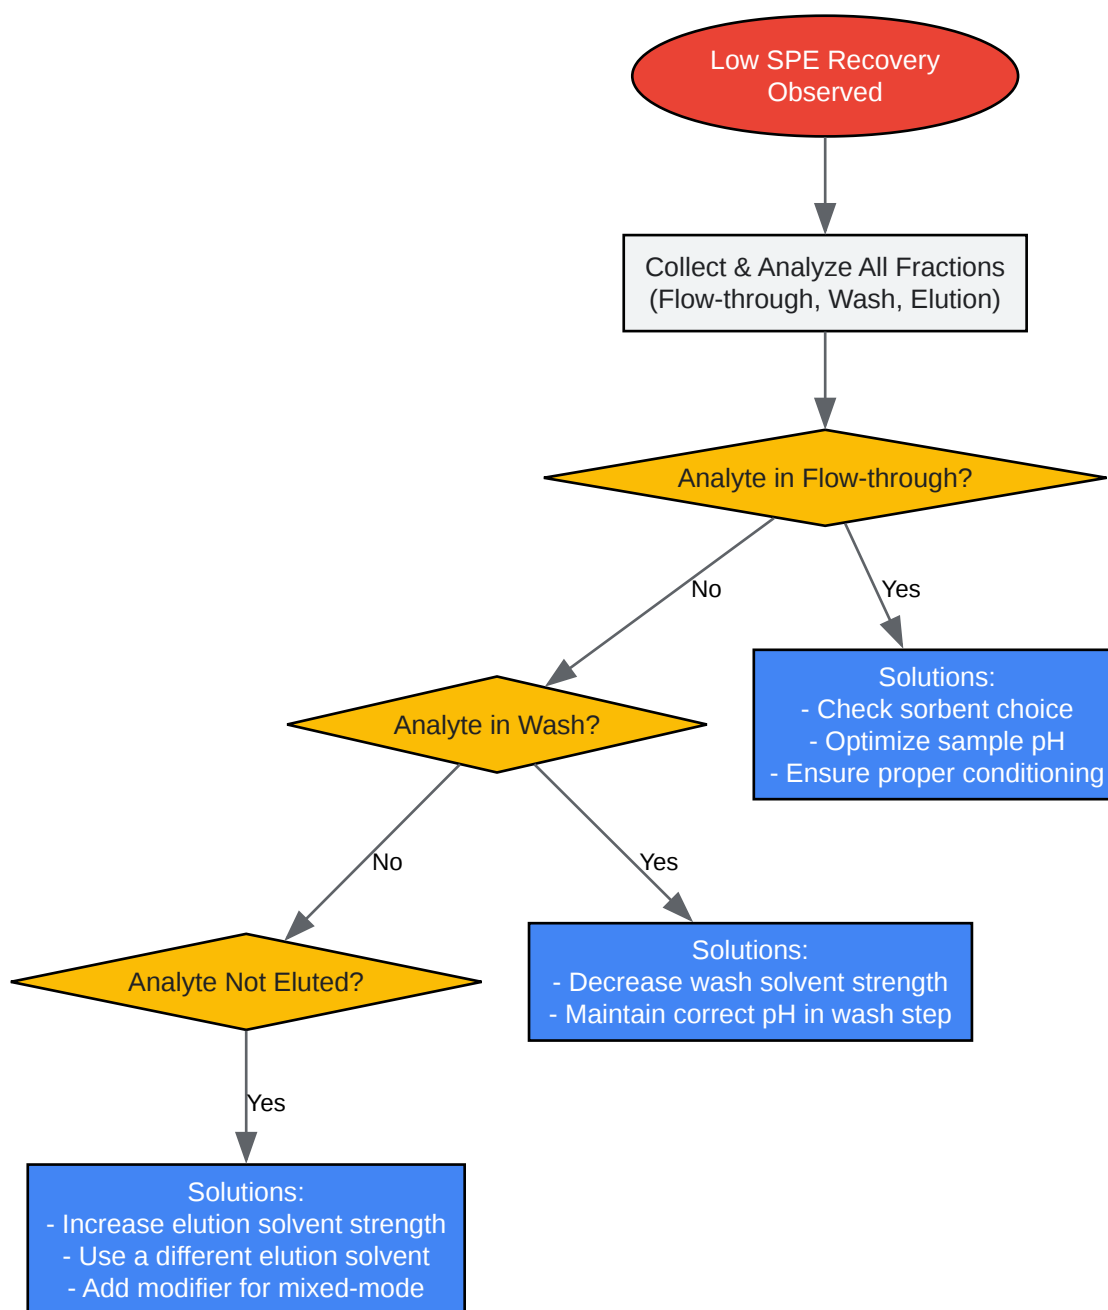 Low SPE Recovery
Observed
Collect & Analyze All Fractions
(Flow-through, Wash, Elution)
Analyte in Flow-through?
No
Yes
Solutions:
- Check sorbent choice
- Optimize sample pH
- Ensure proper conditioning
Analyte in Wash?
No
Yes
Solutions:
- Decrease wash solvent strength
- Maintain correct pH in wash step
Analyte Not Eluted?
Yes
Solutions:
- Increase elution solvent strength
- Use a different elution solvent
- Add modifier for mixed-mode